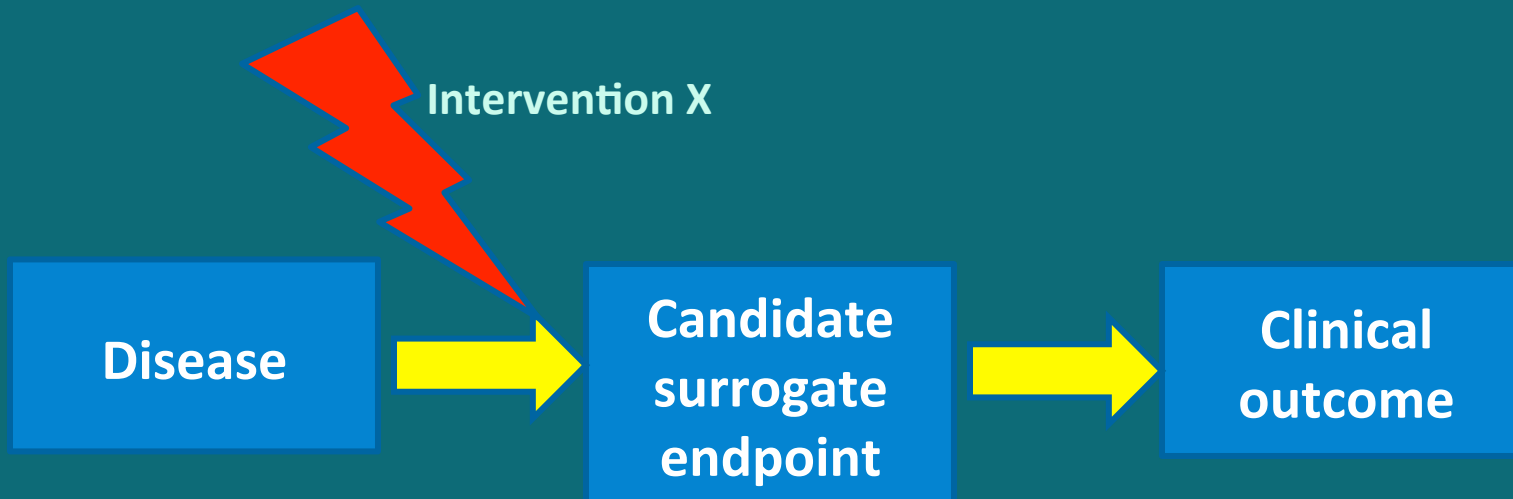 Intervention X
Disease
Candidate
surrogate
endpoint
Clinical
outcome